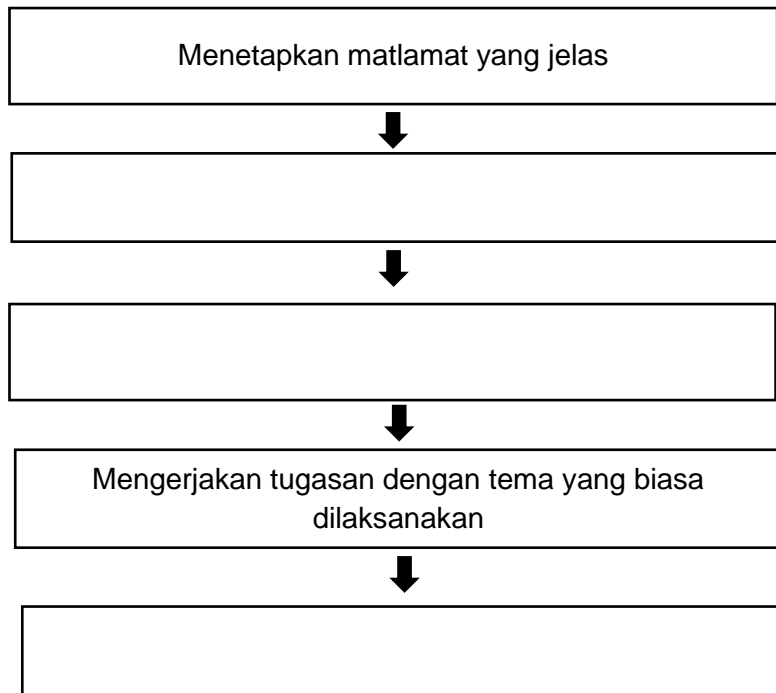 Menetapkan matlamat yang jelas
Mengerjakan tugasan dengan tema yang biasa
dilaksanakan